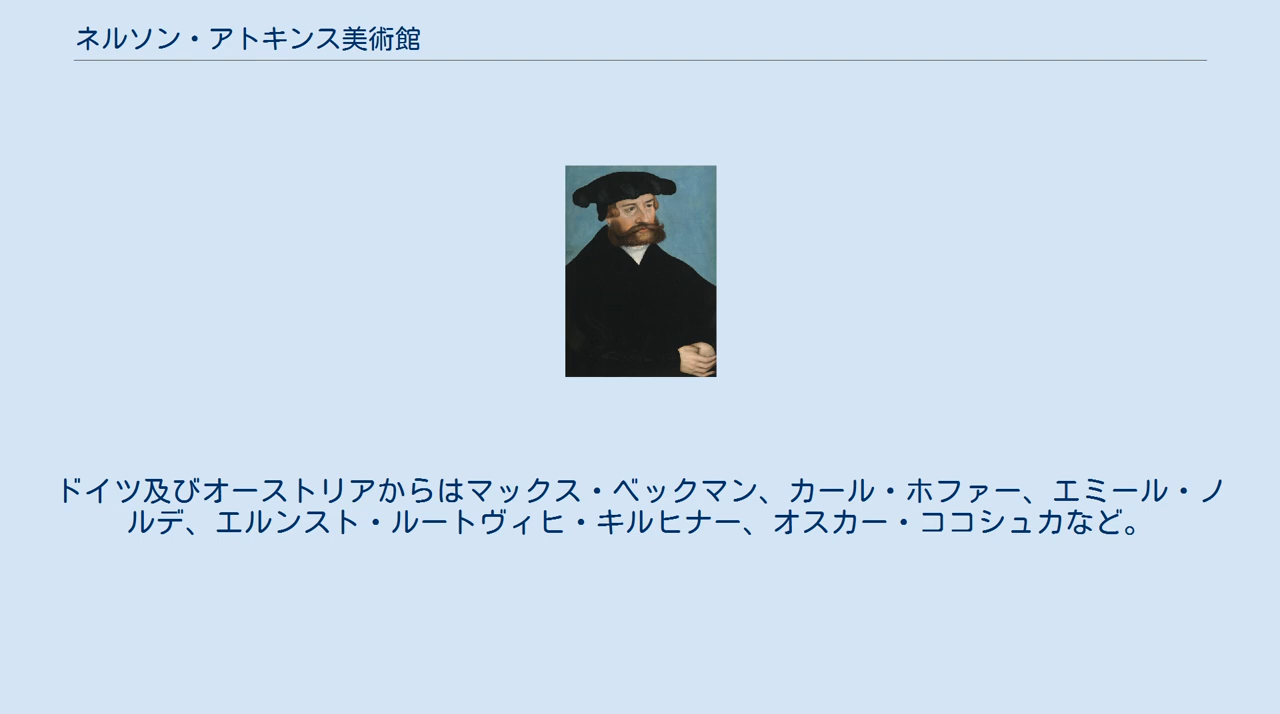 ネルソン・アトキンス美術館
ドイツ及びオーストリアからはマックス・ベックマン、カール・ホファー、エミール・ノ
ルデ、エルンスト・ルートヴィヒ・キルヒナー、オスカー・ココシュカなど。